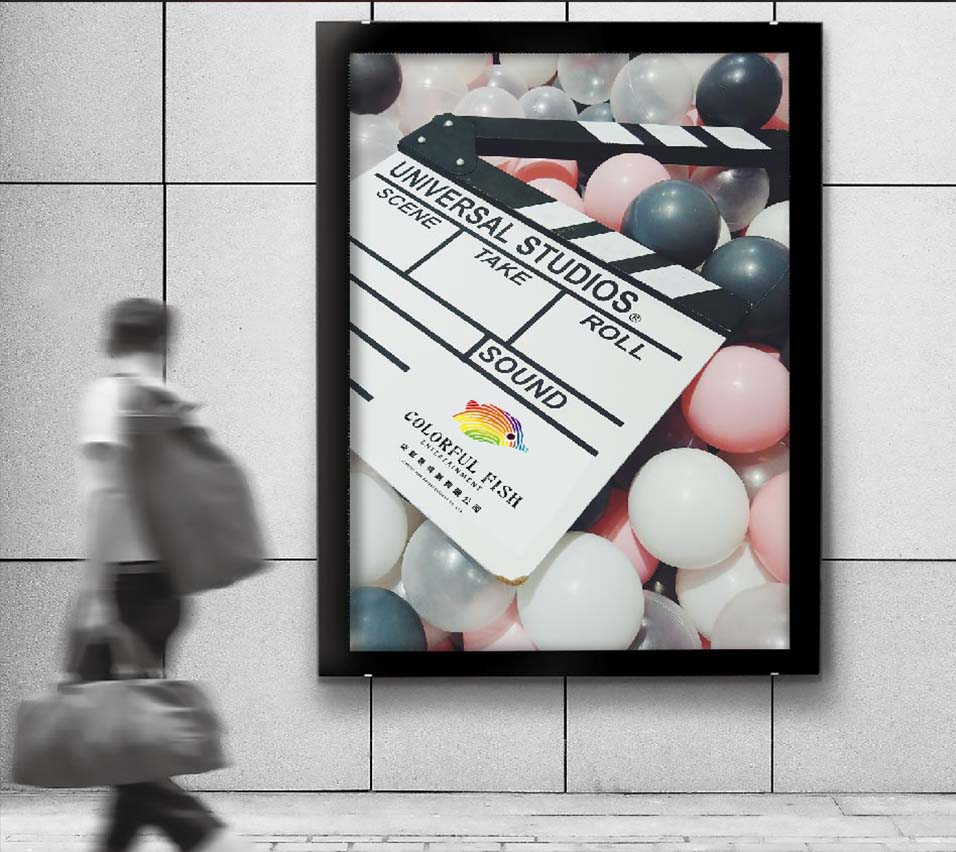 UNIVERSAL STUDIOS®
SCENE
TAKE
ROLL
SOUND
COLORFUL FISH
ENTERTAINMENT